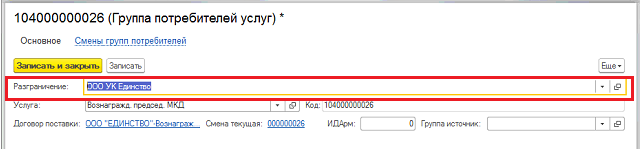 104000000026 (Группа потребителей услуг) *
Основное Смены групп потребителей
Записать и закрыть Записать Еще
Разграничение: ООО УК Единство
Услуга: Вознагражд. председ. МКД Код: 104000000026
Договор поставки: ООО "ЕДИНСТВО"-Вознаграж... Смена текущая: 000000026 ИДАрм: 0 Группа источник: